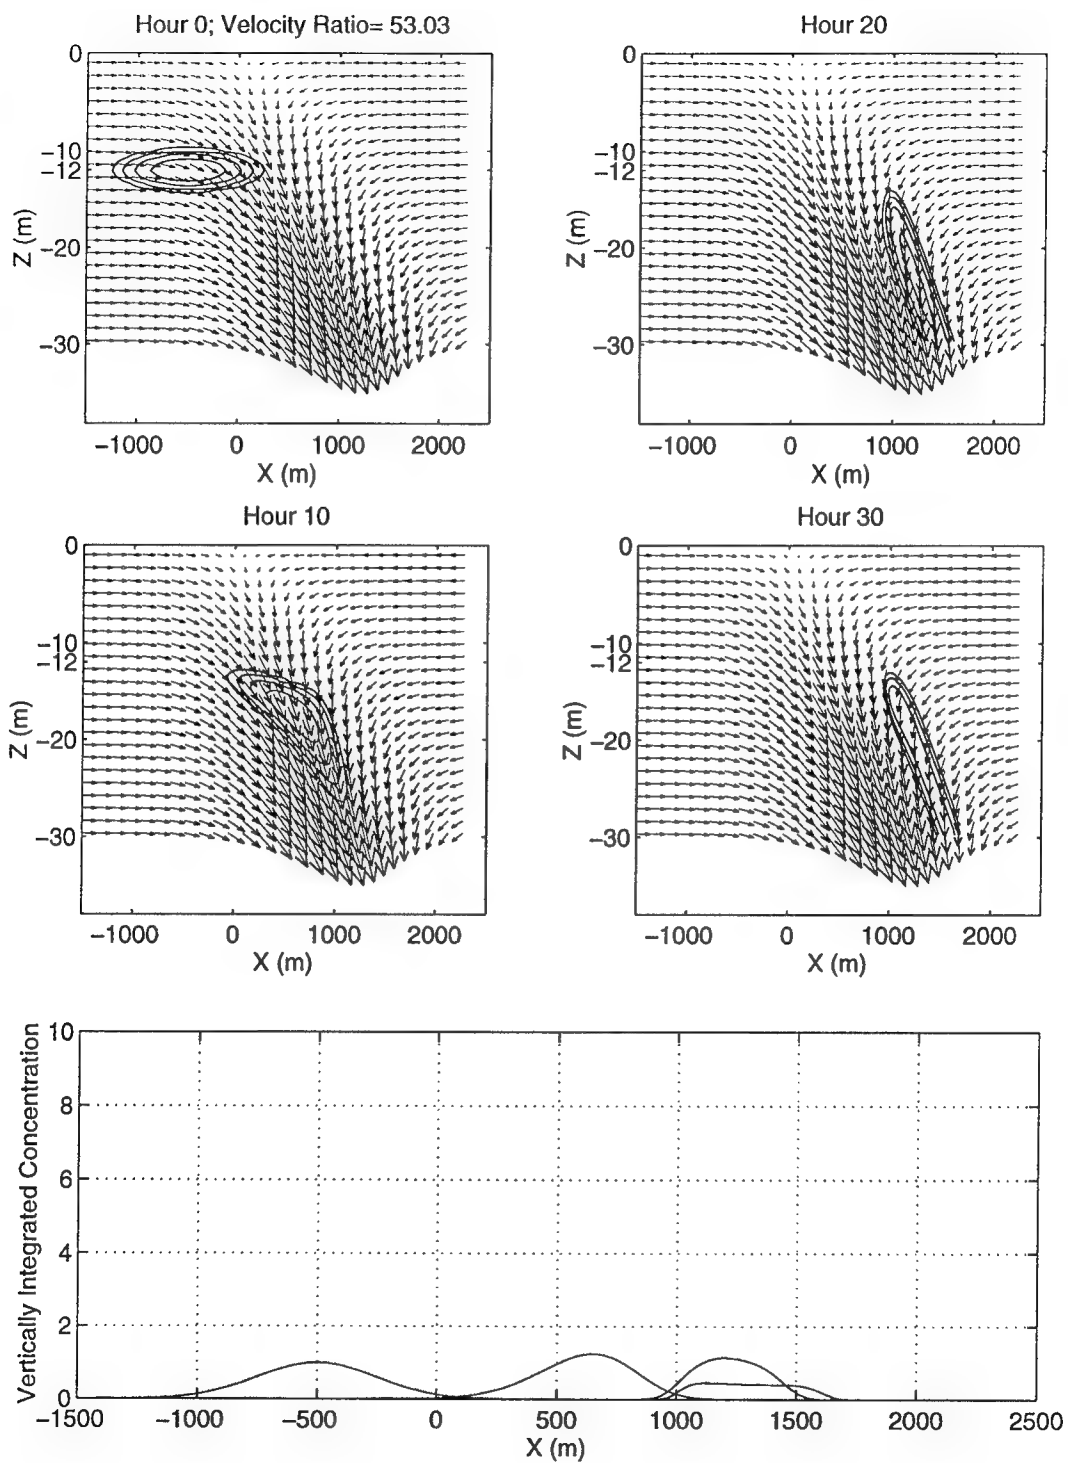 Hour 0; Velocity Ratio= 53.03
0
−10
−12
−20
−30
Z (m)
−1000 0 1000 2000
X (m)
Hour 20
0
−10
−12
−20
−30
Z (m)
−1000 0 1000 2000
X (m)
Hour 10
0
−10
−12
−20
−30
Z (m)
−1000 0 1000 2000
X (m)
Hour 30
0
−10
−12
−20
−30
Z (m)
−1000 0 1000 2000
X (m)
Vertically Integrated Concentration
10
8
6
4
2
0
−1500 −1000 −500 0 500 1000 1500 2000 2500
X (m)